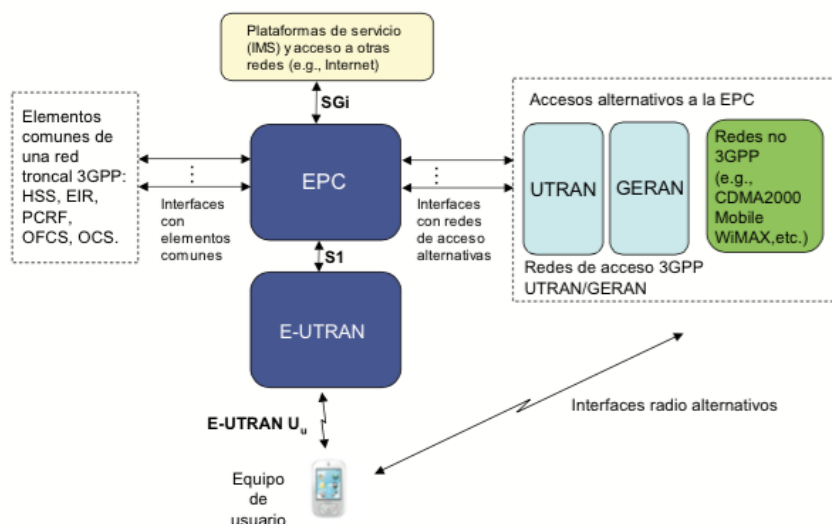 Plataformas de servicio
(IMS) y acceso a otras
redes (e.g., Internet)
SGi
Elementos
comunes de
una red
troncal 3GPP:
HSS, EIR,
PCRF,
OFCS, OCS.
Interfaces
con
elementos
comunes
EPC
Interfaces
con redes
de acceso
alternativas
Accesos alternativos a la EPC
UTRAN
GERAN
Redes no
3GPP
(e.g.,
CDMA2000
Mobile
WiMAX,etc.)
Redes de acceso 3GPP
UTRAN/GERAN
S1
E-UTRAN
E-UTRAN Uu
Interfaces radio alternativos
Equipo
de
usuario